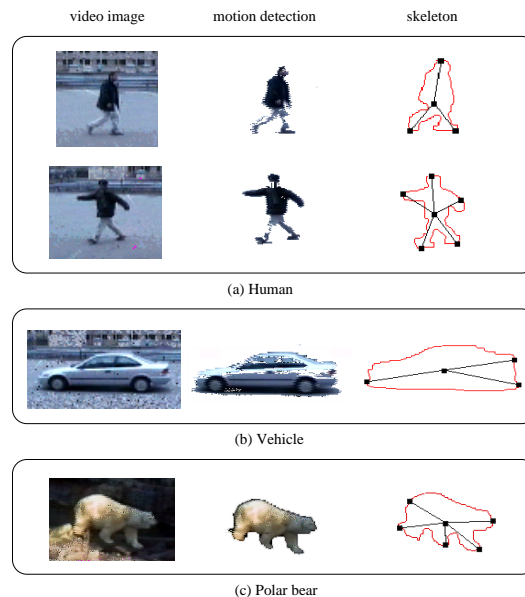 video image motion detection skeleton
(a) Human
(b) Vehicle
(c) Polar bear